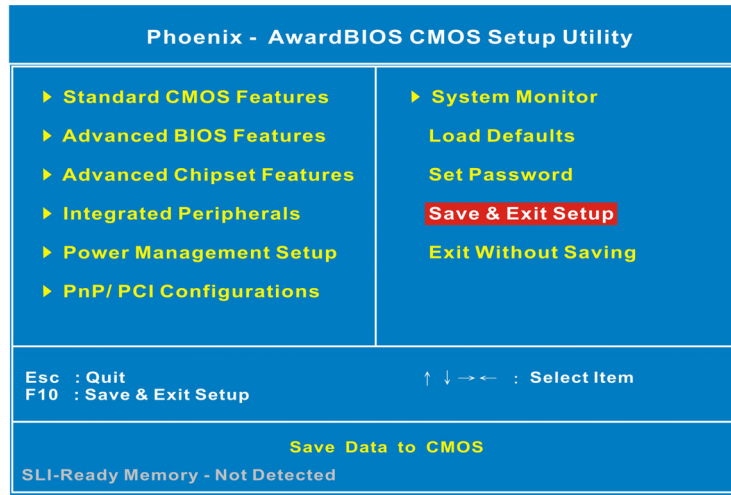 Phoenix - AwardBIOS CMOS Setup Utility
Standard CMOS Features
Advanced BIOS Features
Advanced Chipset Features
Integrated Peripherals
Power Management Setup
PnP/ PCI Configurations
System Monitor
Load Defaults
Set Password
Save & Exit Setup
Exit Without Saving
Esc : Quit
F10 : Save & Exit Setup
↑ ↓ → ← : Select Item
Save Data to CMOS
SLI-Ready Memory - Not Detected